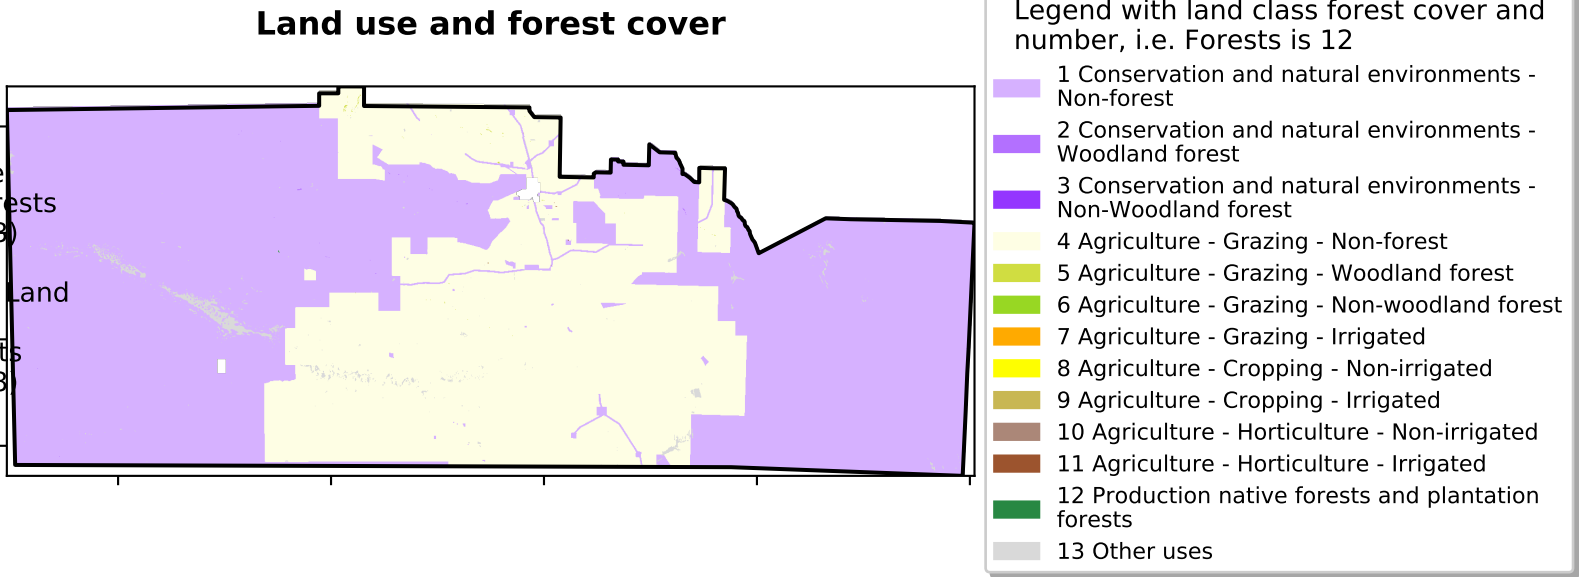 Land use and forest cover
ests
Land
ts
Legend with land class forest cover and
number, i.e. Forests is 12
1 Conservation and natural environments -
Non-forest
2 Conservation and natural environments -
Woodland forest
3 Conservation and natural environments -
Non-Woodland forest
4 Agriculture - Grazing - Non-forest
5 Agriculture - Grazing - Woodland forest
6 Agriculture - Grazing - Non-woodland forest
7 Agriculture - Grazing - Irrigated
8 Agriculture - Cropping - Non-irrigated
9 Agriculture - Cropping - Irrigated
10 Agriculture - Horticulture - Non-irrigated
11 Agriculture - Horticulture - Irrigated
12 Production native forests and plantation
forests
13 Other uses